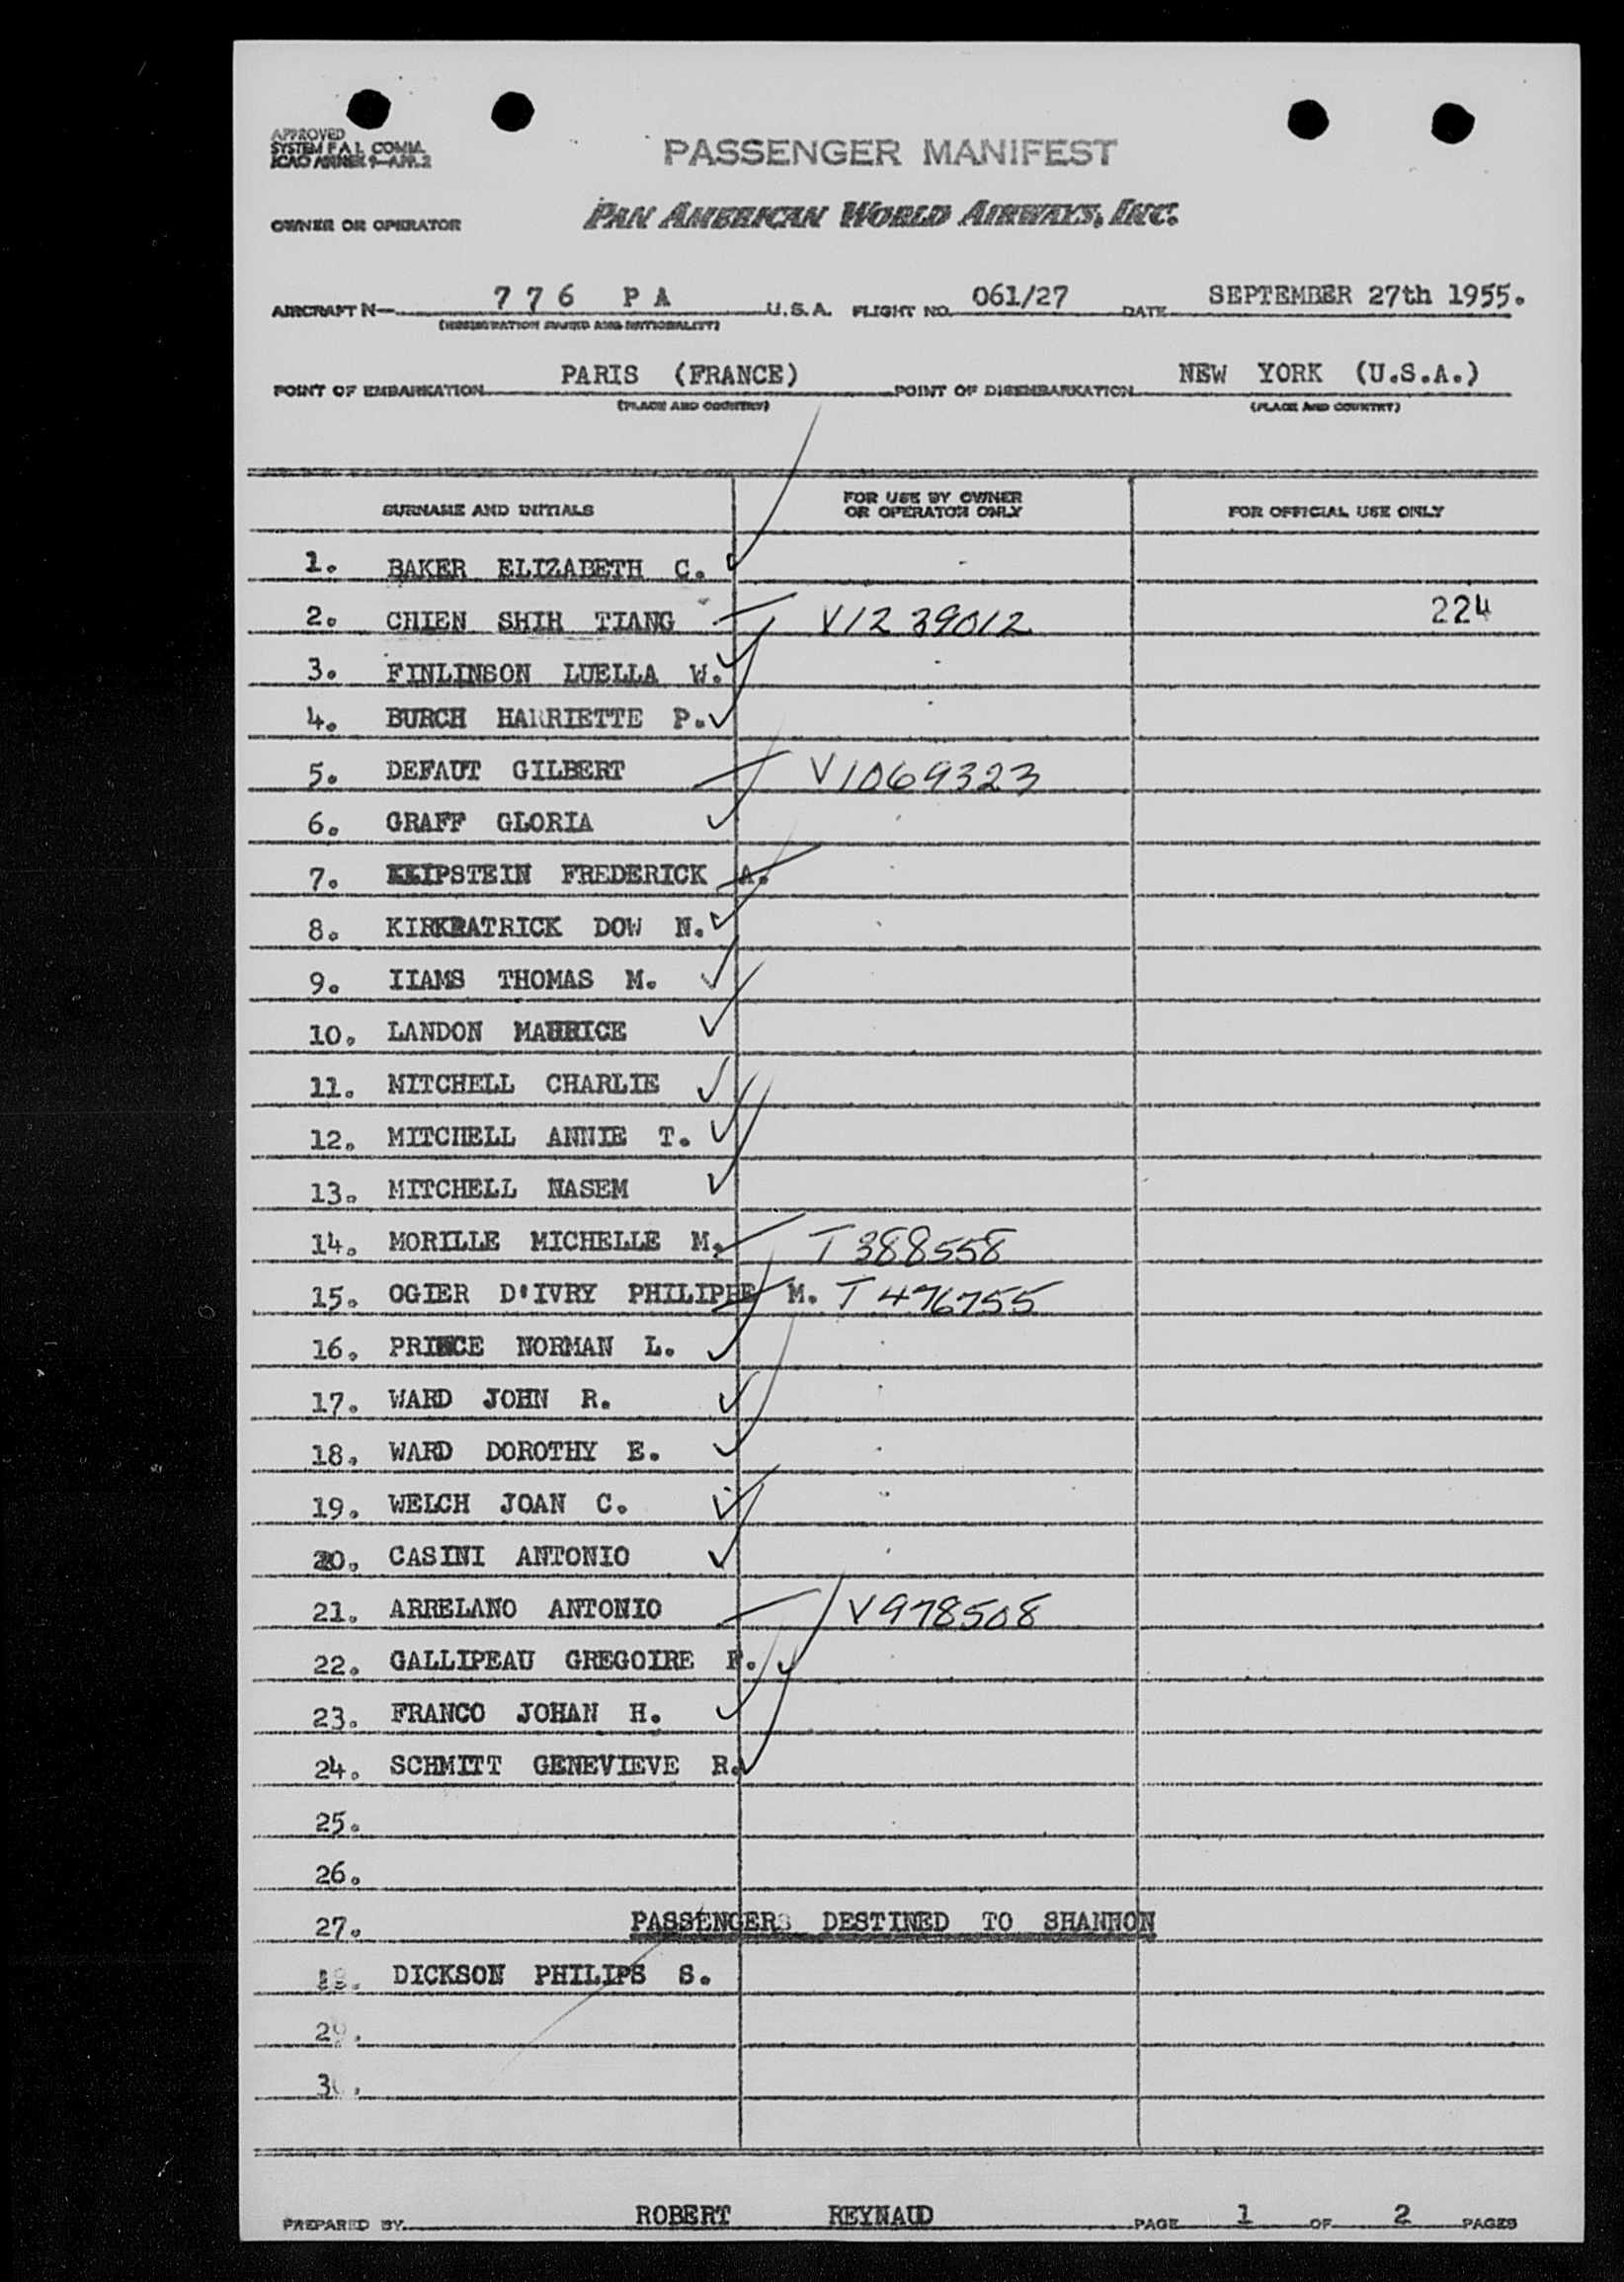 APPROVED
SYSTEM F.A.L. COMM.
ICAO ANNEX 9-APP. 2
PASSENGER MANIFEST
OWNER OR OPERATOR PAN AMERICAN WORLD AIRWAYS, INC.
AIRCRAFT N- 776 PA U.S.A. FLIGHT NO. 061/27 DATE SEPTEMBER 27th 1955.
(REGISTRATION MARKS AND NATIONALITY)
POINT OF EMBARKATION PARIS (FRANCE) POINT OF DISEMBARKATION NEW YORK (U.S.A.)
(PLACE AND COUNTRY) (PLACE AND COUNTRY)
SURNAME AND INITIALS FOR USE BY OWNER OR OPERATOR ONLY FOR OFFICIAL USE ONLY
1. BAKER ELIZABETH C.
2. CHIEN SHIH TIANG V1239012 224
3. FINLINSON LUELLA W.
4. BURCH HARRIETTE P.
5. DEFAUT GILBERT V1069323
6. GRAFF GLORIA
7. KLIPSTEIN FREDERICK A.
8. KIRKPATRICK DOW N.
9. IIAMS THOMAS M.
10. LANDON MAURICE
11. MITCHELL CHARLIE
12. MITCHELL ANNIE T.
13. MITCHELL NASEM
14. MORILLE MICHELLE M. T388558
15. OGIER D'IVRY PHILIPPE M. T476755
16. PRINCE NORMAN L.
17. WARD JOHN R.
18. WARD DOROTHY E.
19. WELCH JOAN C.
20. CASINI ANTONIO
21. ARRELANO ANTONIO V978508
22. GALLIPEAU GREGOIRE F.
23. FRANCO JOHAN H.
24. SCHMITT GENEVIEVE R.
25.
26.
27. PASSENGERS DESTINED TO SHANNON
28. DICKSON PHILIPS S.
29.
30.
PREPARED BY ROBERT REYNAUD PAGE 1 OF 2 PAGES